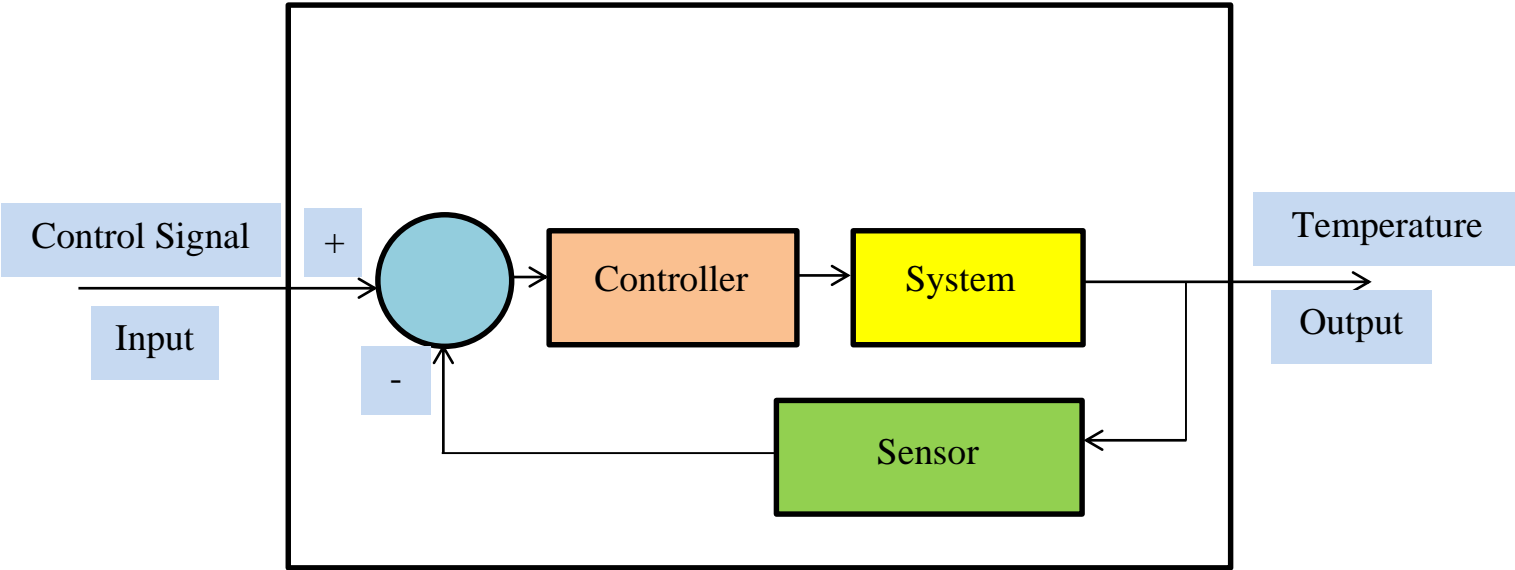 Control Signal
+
Controller
System
Temperature
Input
-
Output
Sensor